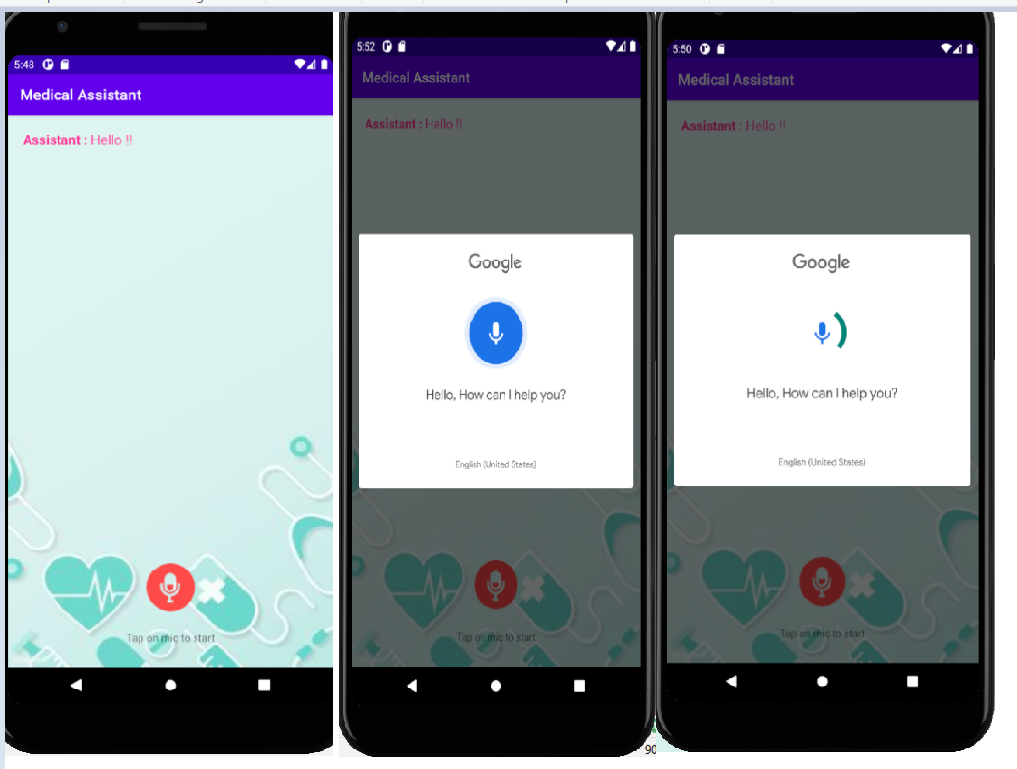 5:48
Medical Assistant
Assistant : Hello !!
Tap on mic to start
5:52
Medical Assistant
Assistant : Hello !!
Google
Hello, How can I help you?
English (United States)
Tap on mic to start
5:50
Medical Assistant
Assistant : Hello !!
Google
Hello, How can I help you?
English (United States)
Tap on mic to start
90